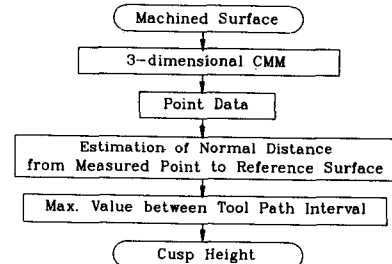 Machined Surface
3-dimensional CMM
Point Data
Estimation of Normal Distance
from Measured Point to Reference Surface
Max. Value between Tool Path Interval
Cusp Height